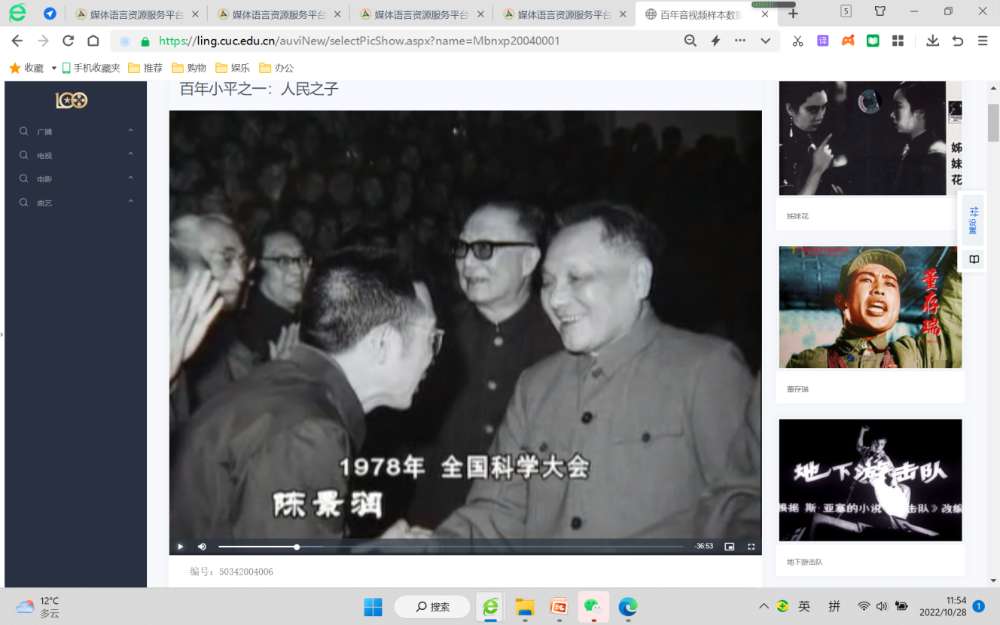 媒体语言资源服务平台
媒体语言资源服务平台
媒体语言资源服务平台
媒体语言资源服务平台
百年音视频样本数据
5
https://ling.cuc.edu.cn/auviNew/selectPicShow.aspx?name=Mbnxp20040001
译
收藏
手机收藏夹
推荐
购物
娱乐
办公
100
广播
电视
电影
曲艺
百年小平之一：人民之子
1978年 全国科学大会
陈景润
-36:53
编号：50342004006
姊妹花
姊妹花
设置
董存瑞
董存瑞
地下游击队
根据 斯·亚塞的小说
击队》改编
地下游击队
12°C
多云
搜索
英
拼
11:54
2022/10/28
1